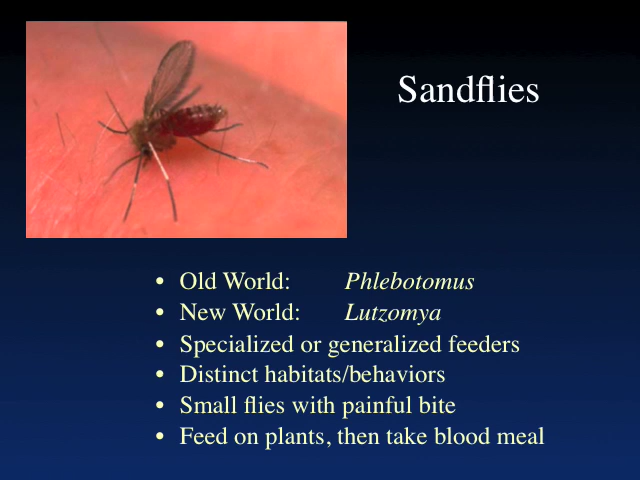 Sandflies
• Old World: Phlebotomus
• New World: Lutzomya
• Specialized or generalized feeders
• Distinct habitats/behaviors
• Small flies with painful bite
• Feed on plants, then take blood meal